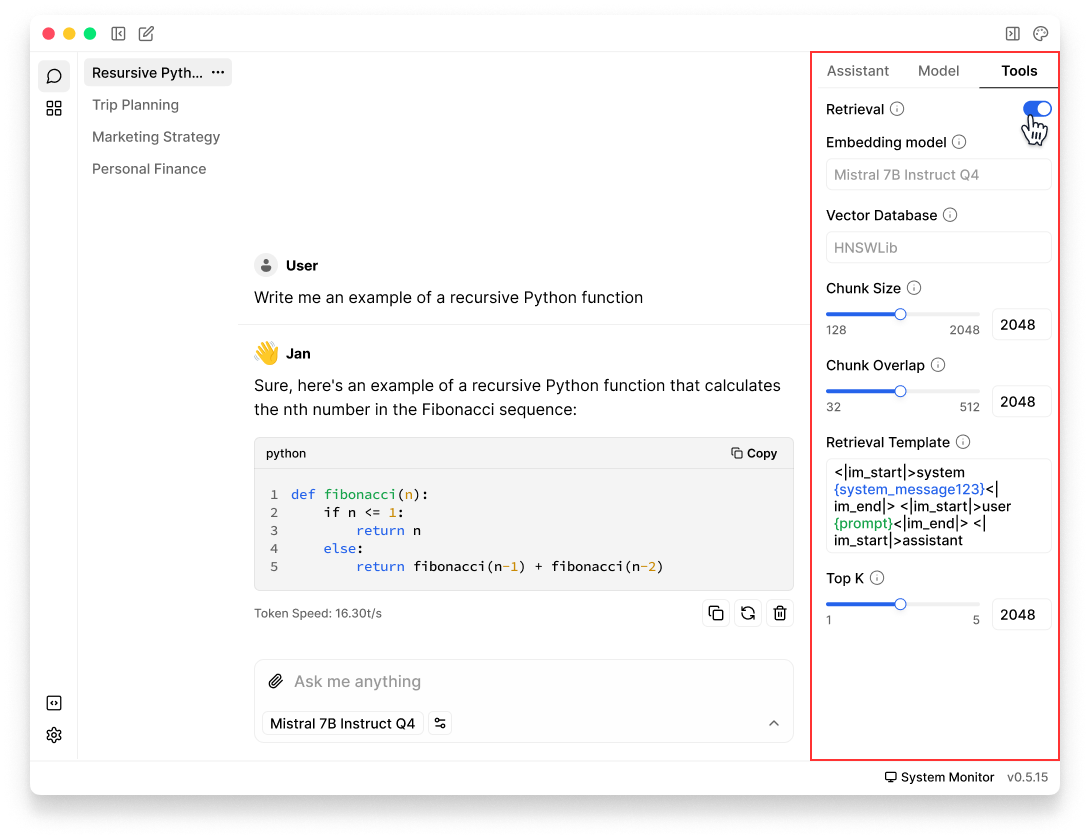 Resursive Pyth... ···
Trip Planning
Marketing Strategy
Personal Finance
User
Write me an example of a recursive Python function
Jan
Sure, here's an example of a recursive Python function that calculates
the nth number in the Fibonacci sequence:
python
Copy
1 def fibonacci(n):
2     if n <= 1:
3         return n
4     else:
5         return fibonacci(n-1) + fibonacci(n-2)
Token Speed: 16.30t/s
Ask me anything
Mistral 7B Instruct Q4
Assistant Model Tools
Retrieval
Embedding model
Mistral 7B Instruct Q4
Vector Database
HNSWLib
Chunk Size
128 2048 2048
Chunk Overlap
32 512 2048
Retrieval Template
<|im_start|>system
{system_message123}<|
im_end|> <|im_start|>user
{prompt}<|im_end|> <|
im_start|>assistant
Top K
1 5 2048
System Monitor v0.5.15